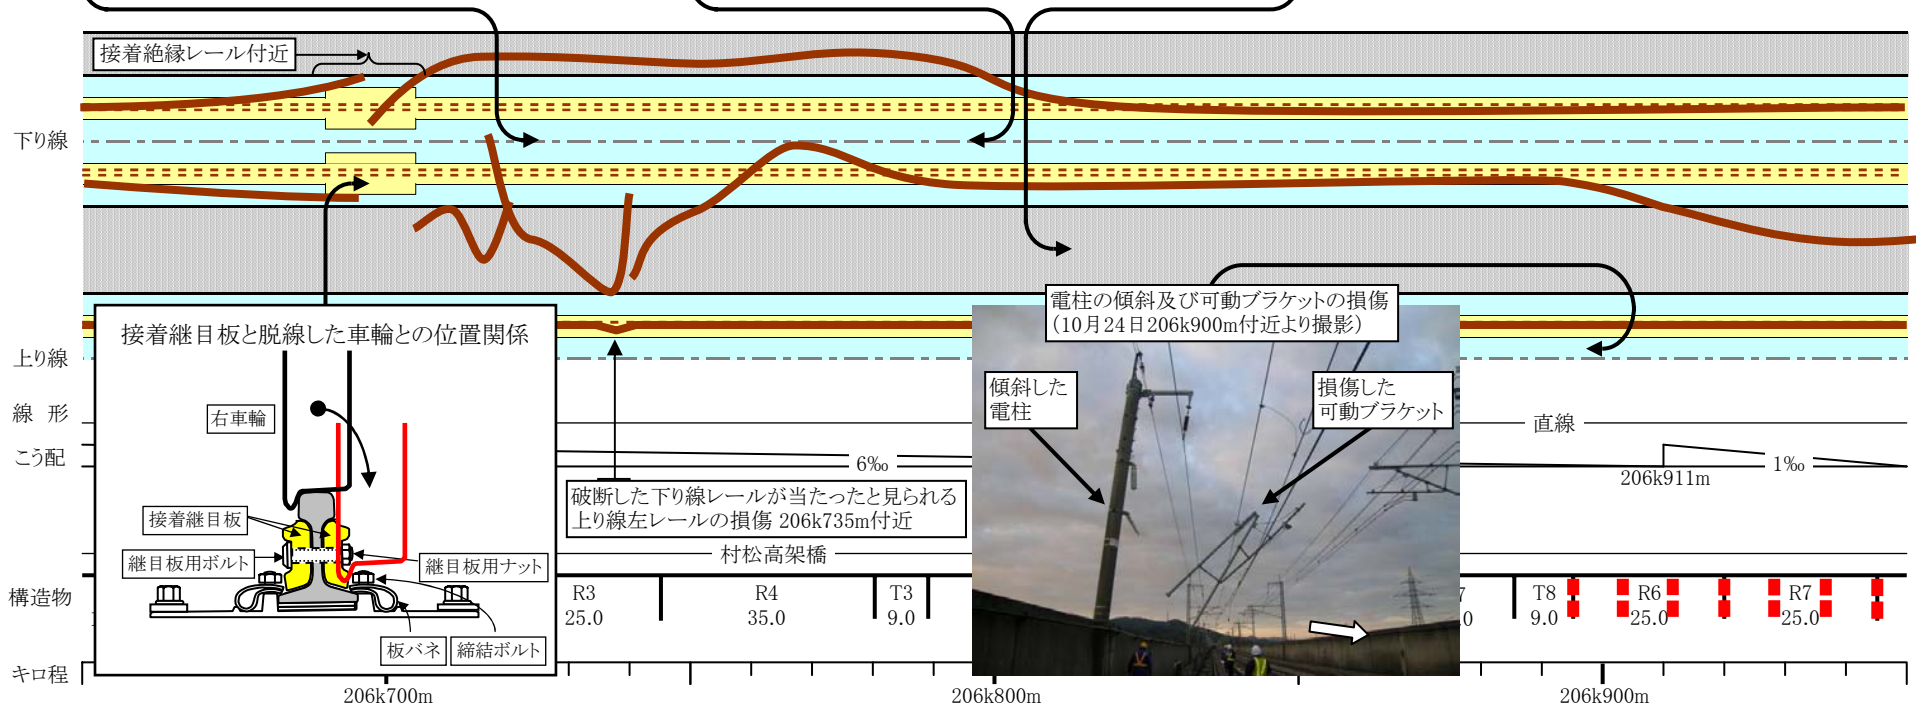 接着絶縁レール付近
下り線
電柱の傾斜及び可動ブラケットの損傷
(10月24日206k900m付近より撮影)
接着継目板と脱線した車輪との位置関係
上り線
傾斜した
電柱
損傷した
可動ブラケット
線 形
右車輪
直線
こう配
6‰
1‰
206k911m
破断した下り線レールが当たったと見られる
上り線左レールの損傷 206k735m付近
接着継目板
村松高架橋
継目板用ボルト
継目板用ナット
構造物
R3
25.0
R4
35.0
T3
9.0
T8
9.0
R6
25.0
R7
25.0
板バネ
締結ボルト
キロ程
206k700m
206k800m
206k900m